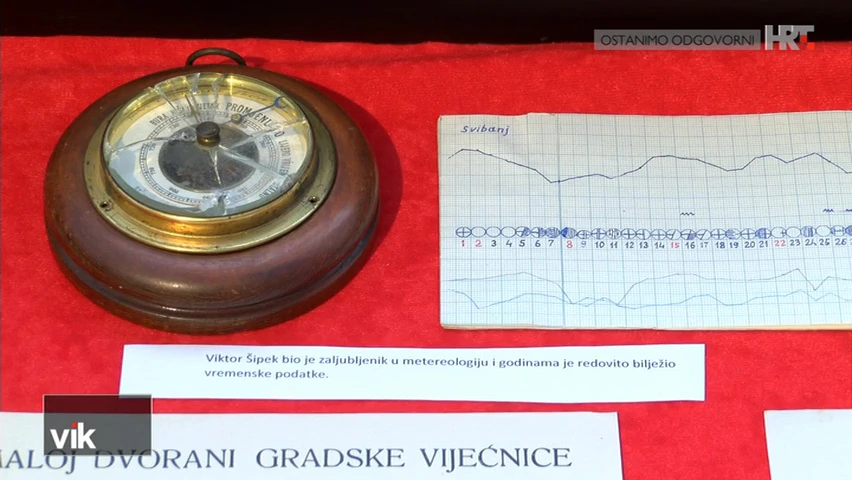 OSTANIMO ODGOVORNI HRT
PROMJENLJIVO
Svibanj
1 2 3 4 5 6 7 8 9 10 11 12 13 14 15 16 17 18 19 20 21 22 23 24 25 26
Viktor Šipek bio je zaljubljenik u metereologiju i godinama je redovito bilježio
vremenske podatke.
vik
MALOJ DVORANI GRADSKE VIJEĆNICE